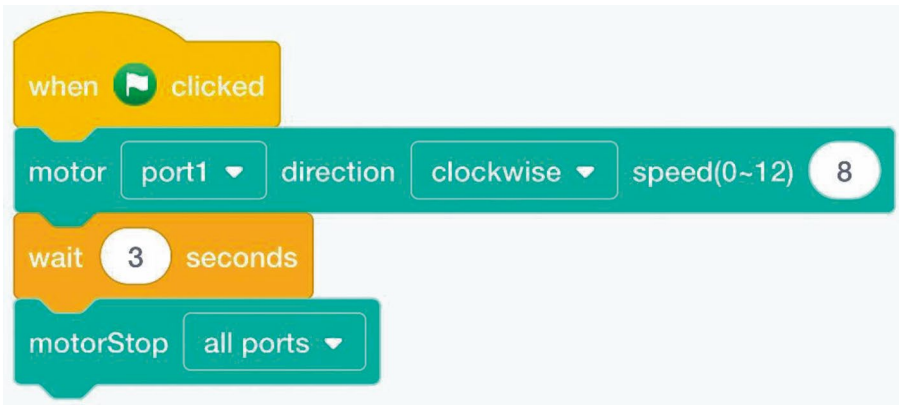 when clicked
motor port1 direction clockwise speed(0~12) 8
wait 3 seconds
motorStop all ports